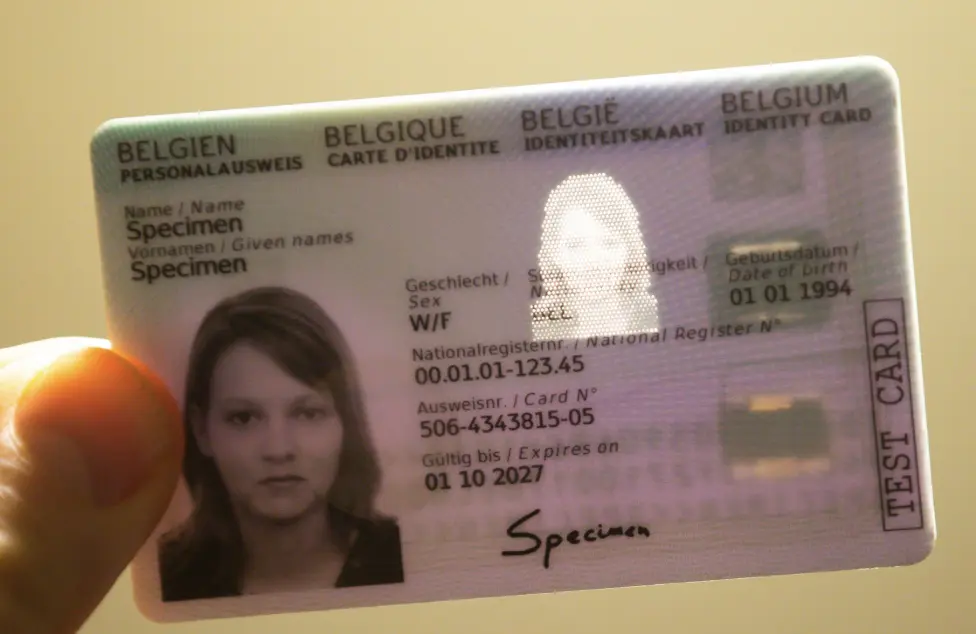 BELGIEN BELGIQUE BELGIË BELGIUM
PERSONALAUSWEIS CARTE D'IDENTITE IDENTITEITSKAART IDENTITY CARD
Name / Name
Specimen
Vornamen / Given names
Specimen
Geschlecht /
Sex
W/F
igkeit /
Geburtsdatum /
Date of birth
01 01 1994
Nationalregisternr. / National Register N°
00.01.01-123.45
Ausweisnr. / Card N°
506-4343815-05
Gültig bis / Expires on
01 10 2027
Specimen
TEST CARD